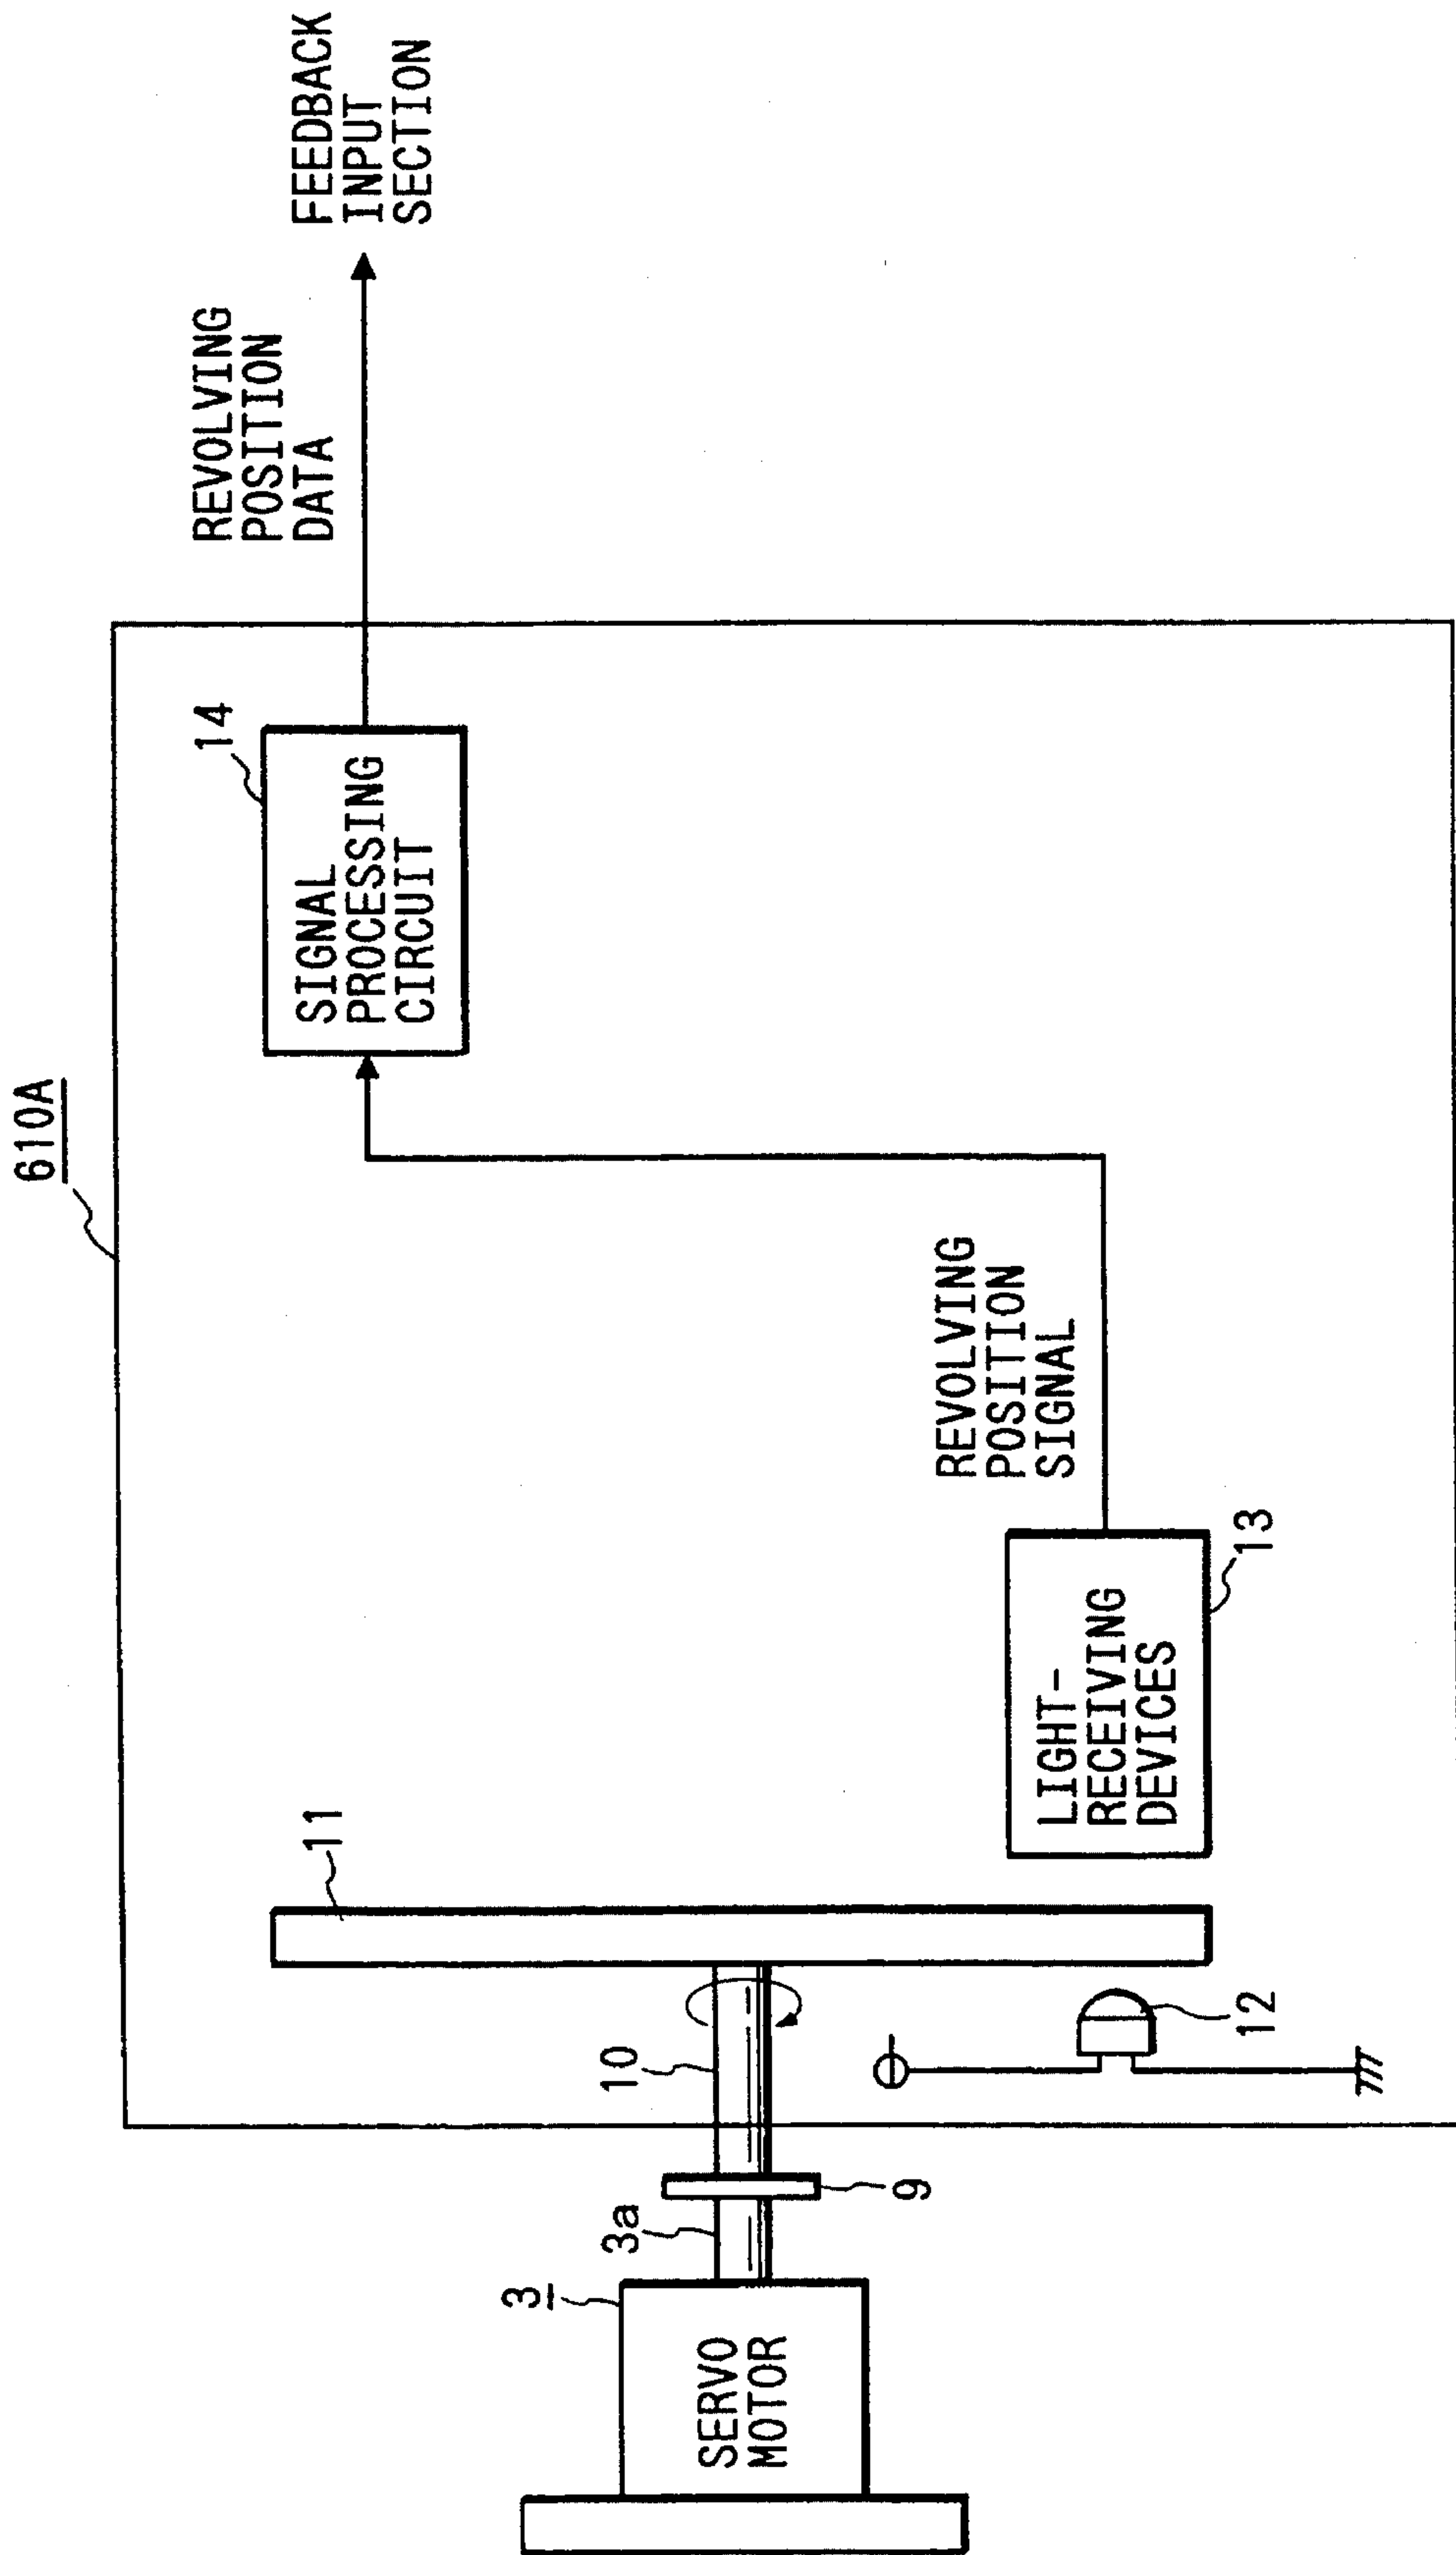 610A
14
SIGNAL
PROCESSING
CIRCUIT
REVOLVING
POSITION
DATA
FEEDBACK
INPUT
SECTION
11
3
3a
10
SERVO
MOTOR
9
12
REVOLVING
POSITION
SIGNAL
LIGHT-
RECEIVING
DEVICES
13